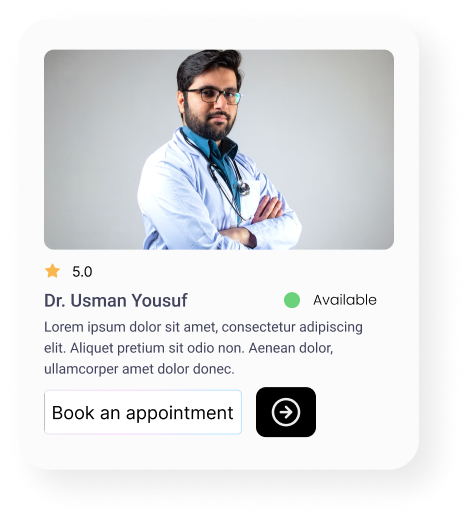 5.0
Dr. Usman Yousuf
Available
Lorem ipsum dolor sit amet, consectetur adipiscing
elit. Aliquet pretium sit odio non. Aenean dolor,
ullamcorper amet dolor donec.
Book an appointment